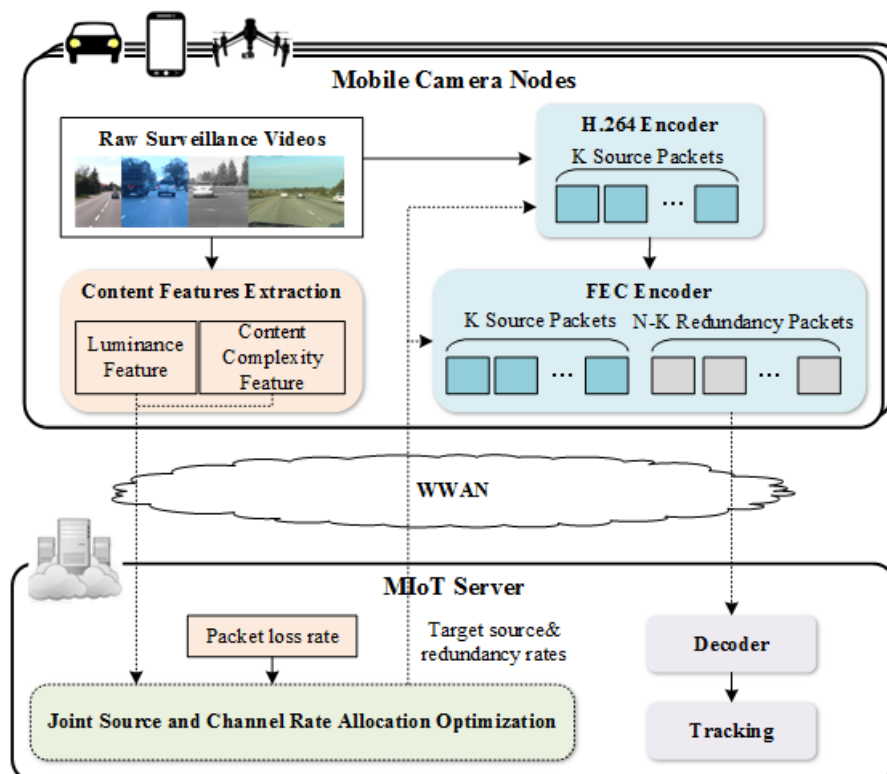 Mobile Camera Nodes
Raw Surveillance Videos
H.264 Encoder
K Source Packets
...
Content Features Extraction
Luminance
Feature
Content
Complexity
Feature
FEC Encoder
K Source Packets
N-K Redundancy Packets
...
...
WWAN
MIoT Server
Packet loss rate
Target source&
redundancy rates
Decoder
Joint Source and Channel Rate Allocation Optimization
Tracking